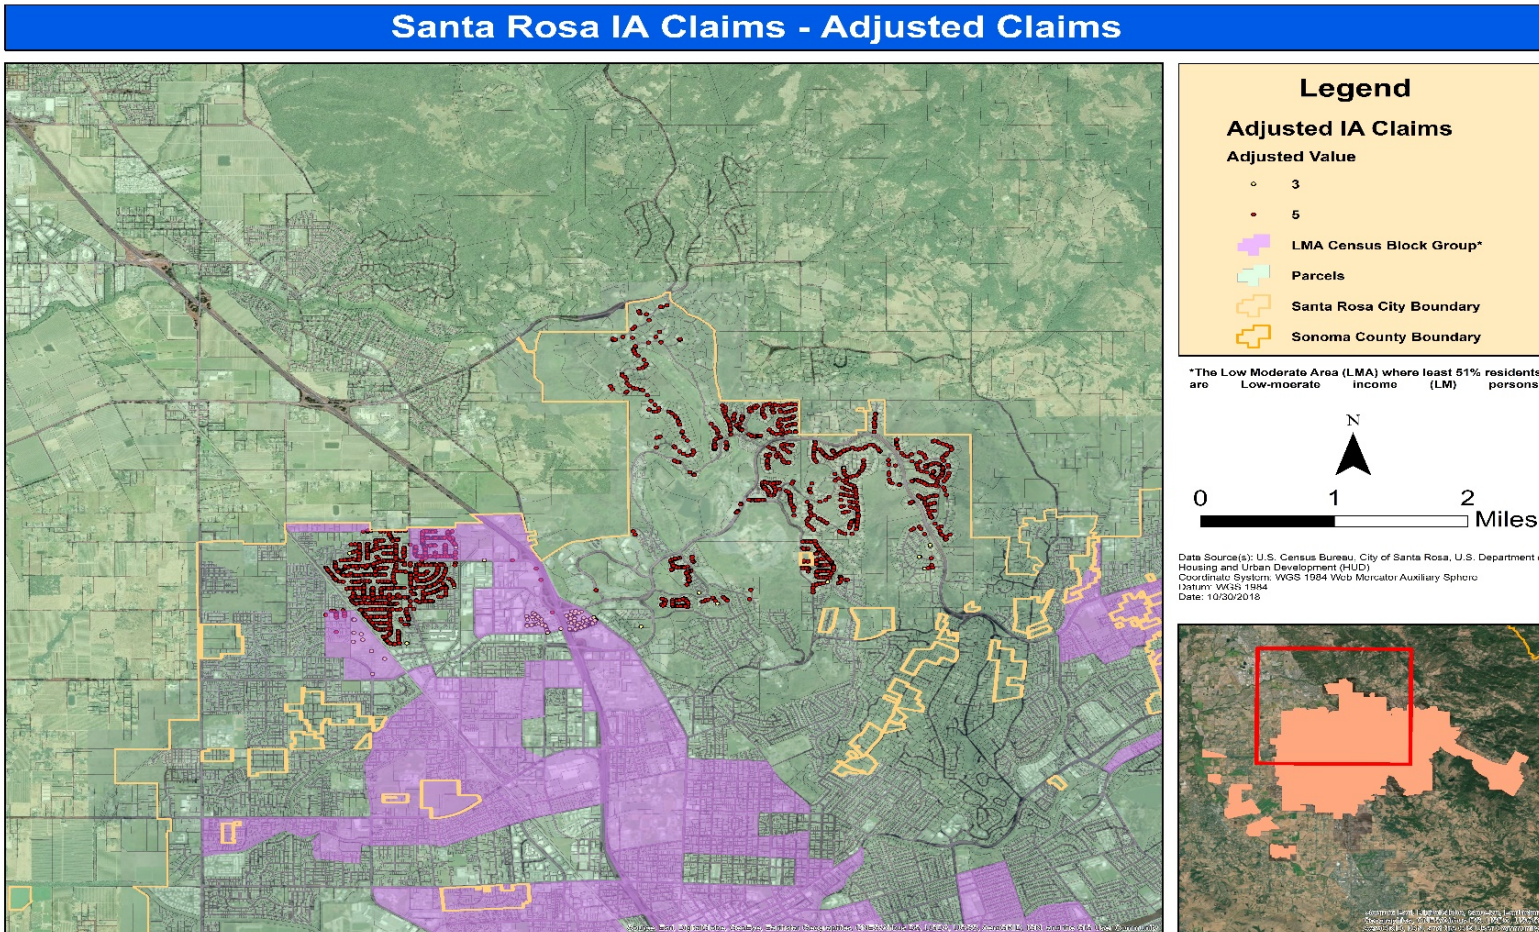 Santa Rosa IA Claims - Adjusted Claims
Legend
Adjusted IA Claims
Adjusted Value
3
5
LMA Census Block Group*
Parcels
Santa Rosa City Boundary
Sonoma County Boundary
*The Low Moderate Area (LMA) where least 51% residents
are Low-moerate income (LM) persons
N
0 1 2
Miles
Data Source(s): U.S. Census Bureau, City of Santa Rosa, U.S. Department
Housing and Urban Development (HUD)
Coordinate System: WGS 1984 Web Mercator Auxiliary Sphere
Datum: WGS 1984
Date: 10/30/2018